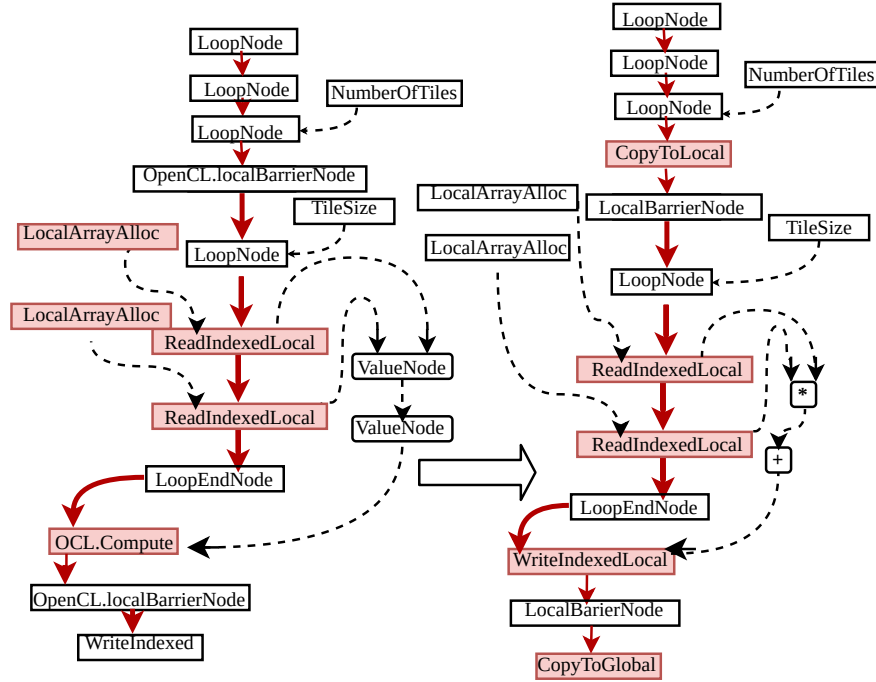 LoopNode
LoopNode
NumberOfTiles
LoopNode
OpenCL.localBarrierNode
TileSize
LocalArrayAlloc
LoopNode
LocalArrayAlloc
ReadIndexedLocal
ValueNode
ReadIndexedLocal
ValueNode
LoopEndNode
OCL.Compute
OpenCL.localBarrierNode
WriteIndexed
LoopNode
LoopNode
NumberOfTiles
LoopNode
CopyToLocal
LocalArrayAlloc
LocalBarrierNode
TileSize
LocalArrayAlloc
LoopNode
ReadIndexedLocal
*
ReadIndexedLocal
+
LoopEndNode
WriteIndexedLocal
LocalBarierNode
CopyToGlobal